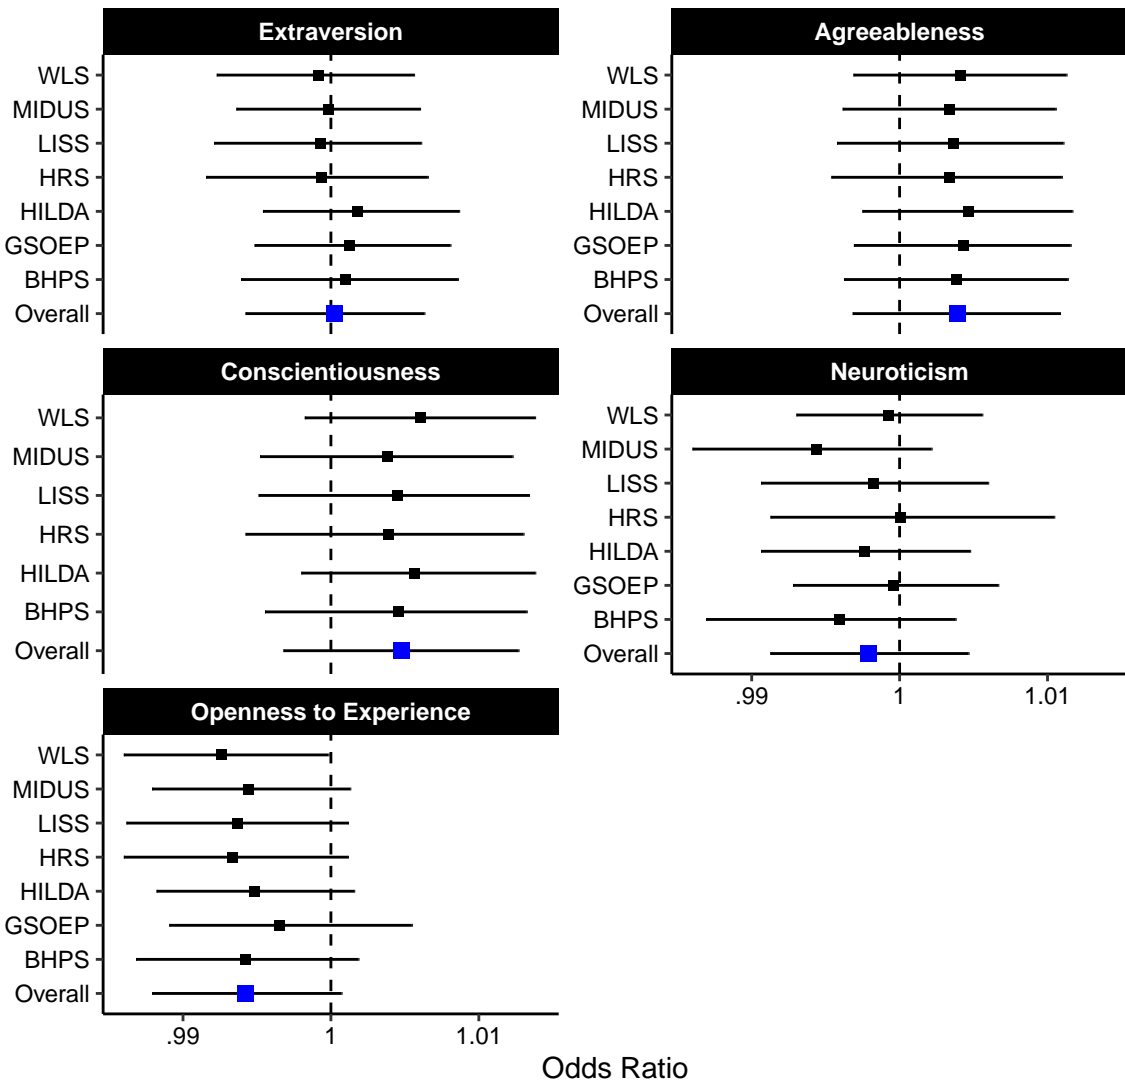 Extraversion
WLS
MIDUS
LISS
HRS
HILDA
GSOEP
BHPS
Overall
Agreeableness
WLS
MIDUS
LISS
HRS
HILDA
GSOEP
BHPS
Overall
Conscientiousness
WLS
MIDUS
LISS
HRS
HILDA
BHPS
Overall
Neuroticism
WLS
MIDUS
LISS
HRS
HILDA
GSOEP
BHPS
Overall
.99 1 1.01
Openness to Experience
WLS
MIDUS
LISS
HRS
HILDA
GSOEP
BHPS
Overall
.99 1 1.01
Odds Ratio